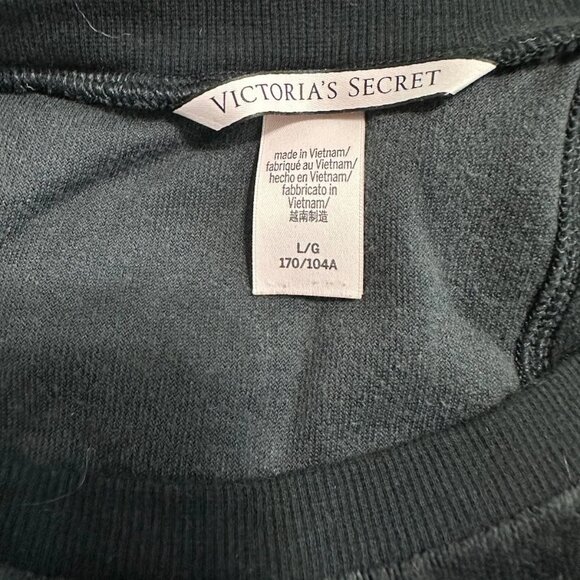 VICTORIA'S SECRET
made in Vietnam/
fabriqué au Vietnam/
hecho en Vietnam/
fabbricato in
Vietnam/
越南制造
L/G
170/104A